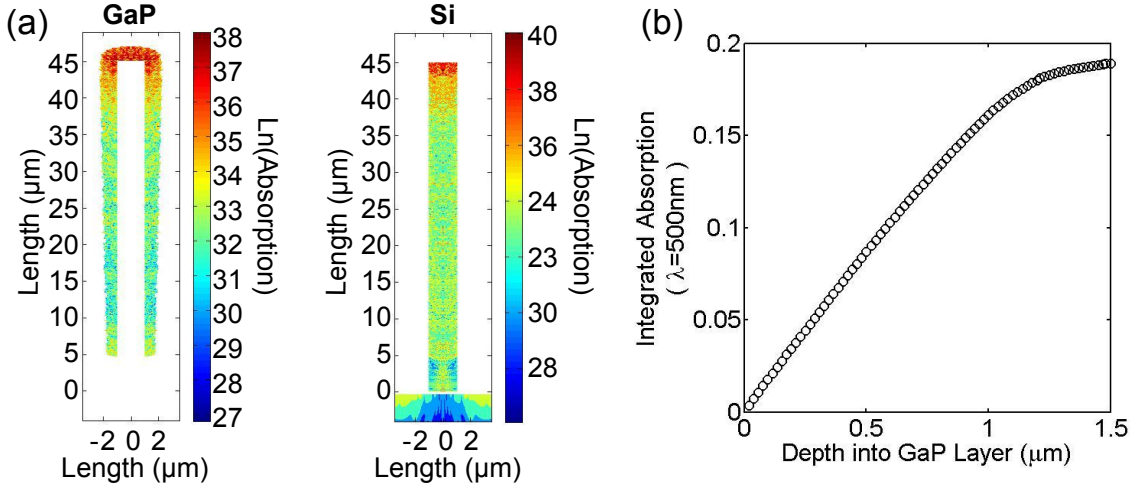 (a)
GaP
Length (μm)
45
40
35
30
25
20
15
10
5
0
-2 0 2
Length (μm)
38
37
36
35
34
33
32
31
30
29
28
27
Ln(Absorption)
Si
Length (μm)
45
40
35
30
25
20
15
10
5
0
-2 0 2
Length (μm)
40
38
36
24
23
30
28
Ln(Absorption)
(b)
Integrated Absorption
( λ=500nm)
0.2
0.15
0.1
0.05
0
0 0.5 1 1.5
Depth into GaP Layer (μm)